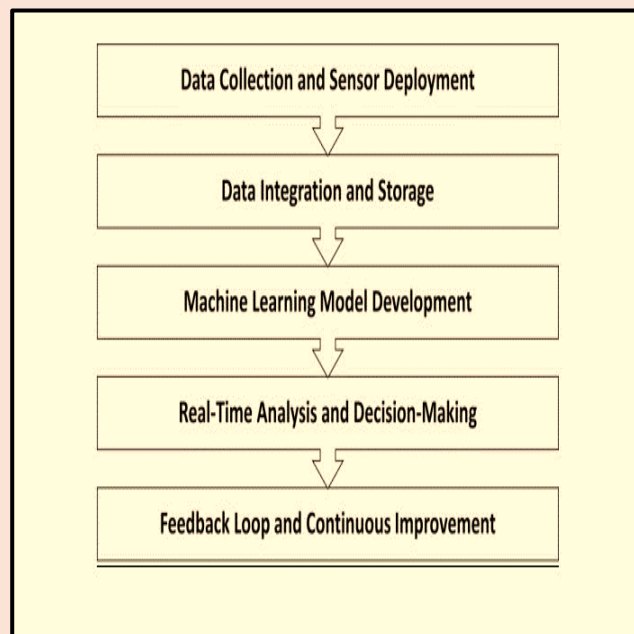 Data Collection and Sensor Deployment
Data Integration and Storage
Machine Learning Model Development
Real-Time Analysis and Decision-Making
Feedback Loop and Continuous Improvement